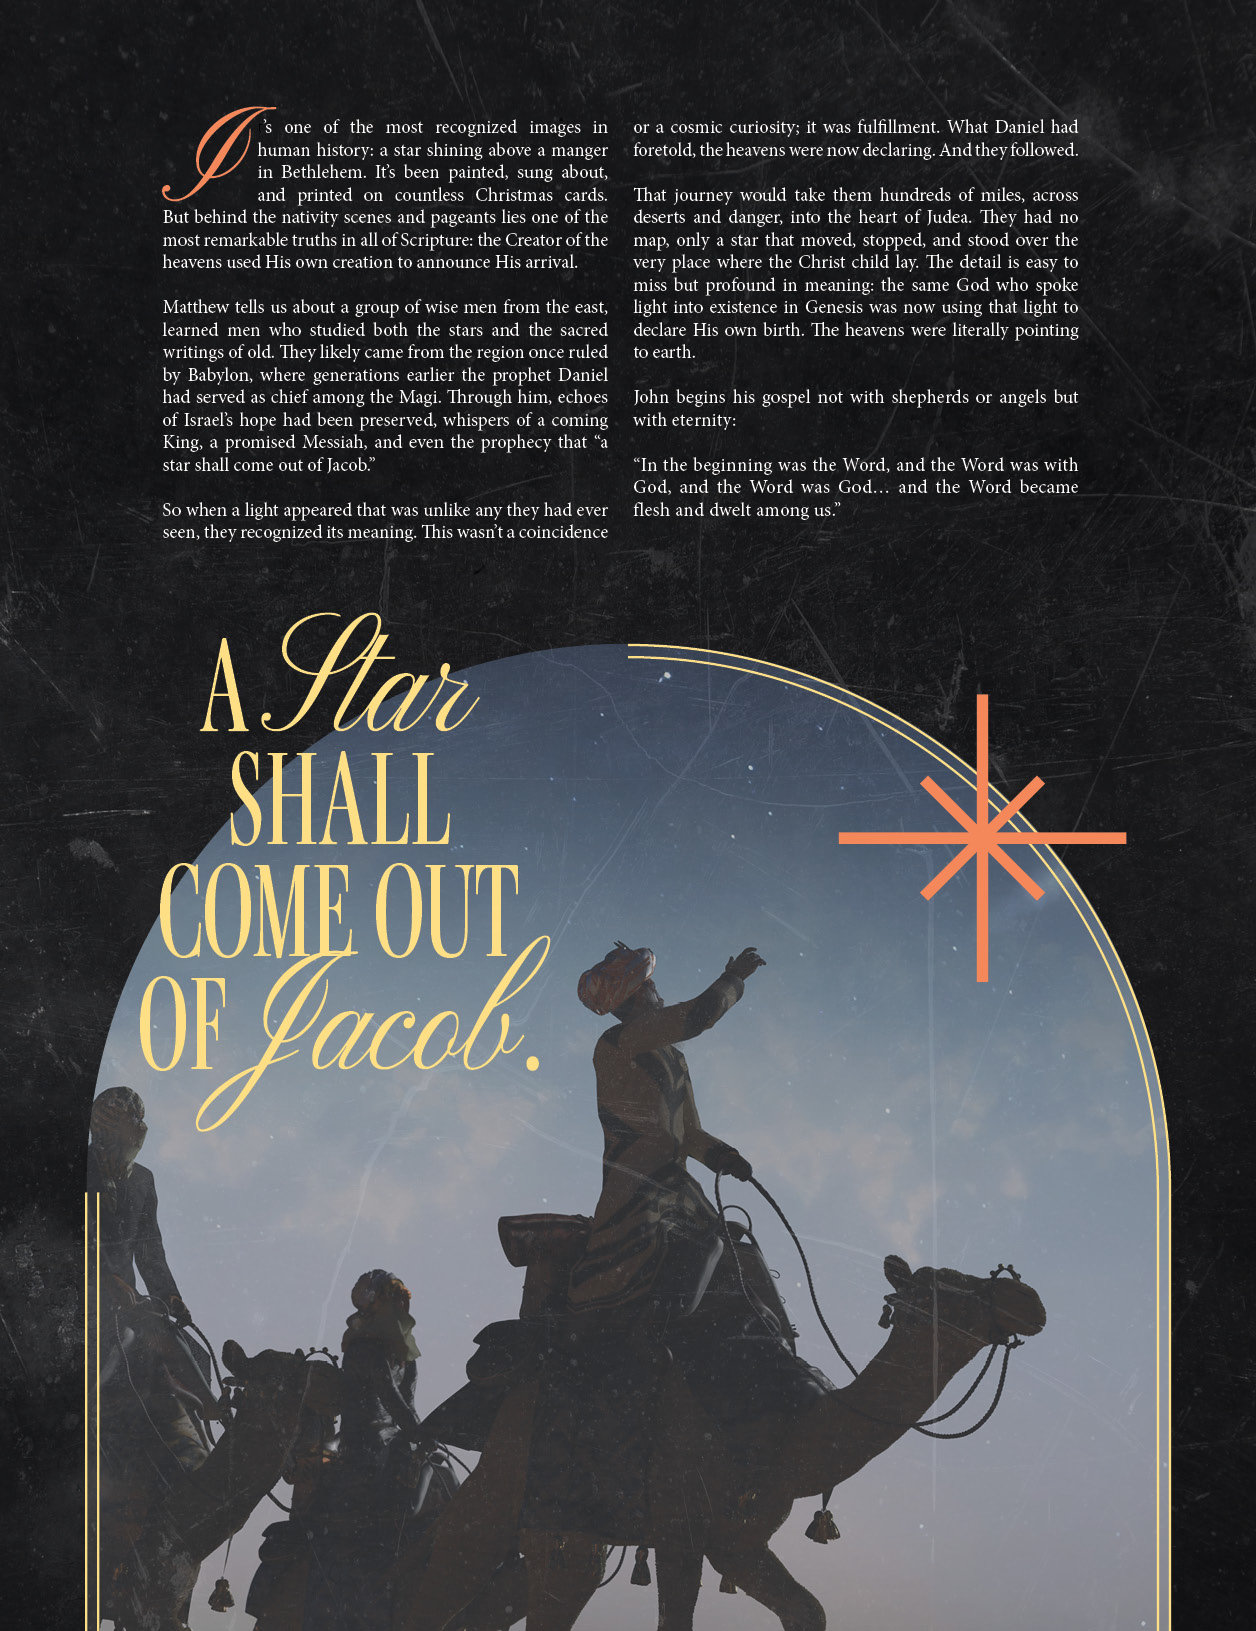 I's one of the most recognized images in
human history: a star shining above a manger
in Bethlehem. It's been painted, sung about,
and printed on countless Christmas cards.
But behind the nativity scenes and pageants lies one of the
most remarkable truths in all of Scripture: the Creator of the
heavens used His own creation to announce His arrival.
Matthew tells us about a group of wise men from the east,
learned men who studied both the stars and the sacred
writings of old. They likely came from the region once ruled
by Babylon, where generations earlier the prophet Daniel
had served as chief among the Magi. Through him, echoes
of Israel's hope had been preserved, whispers of a coming
King, a promised Messiah, and even the prophecy that “a
star shall come out of Jacob.”
So when a light appeared that was unlike any they had ever
seen, they recognized its meaning. This wasn't a coincidence
or a cosmic curiosity; it was fulfillment. What Daniel had
foretold, the heavens were now declaring. And they followed.
That journey would take them hundreds of miles, across
deserts and danger, into the heart of Judea. They had no
map, only a star that moved, stopped, and stood over the
very place where the Christ child lay. The detail is easy to
miss but profound in meaning: the same God who spoke
light into existence in Genesis was now using that light to
declare His own birth. The heavens were literally pointing
to earth.
John begins his gospel not with shepherds or angels but
with eternity:
“In the beginning was the Word, and the Word was with
God, and the Word was God… and the Word became
flesh and dwelt among us.”
A Star
SHALL
COME OUT
OF Jacob.